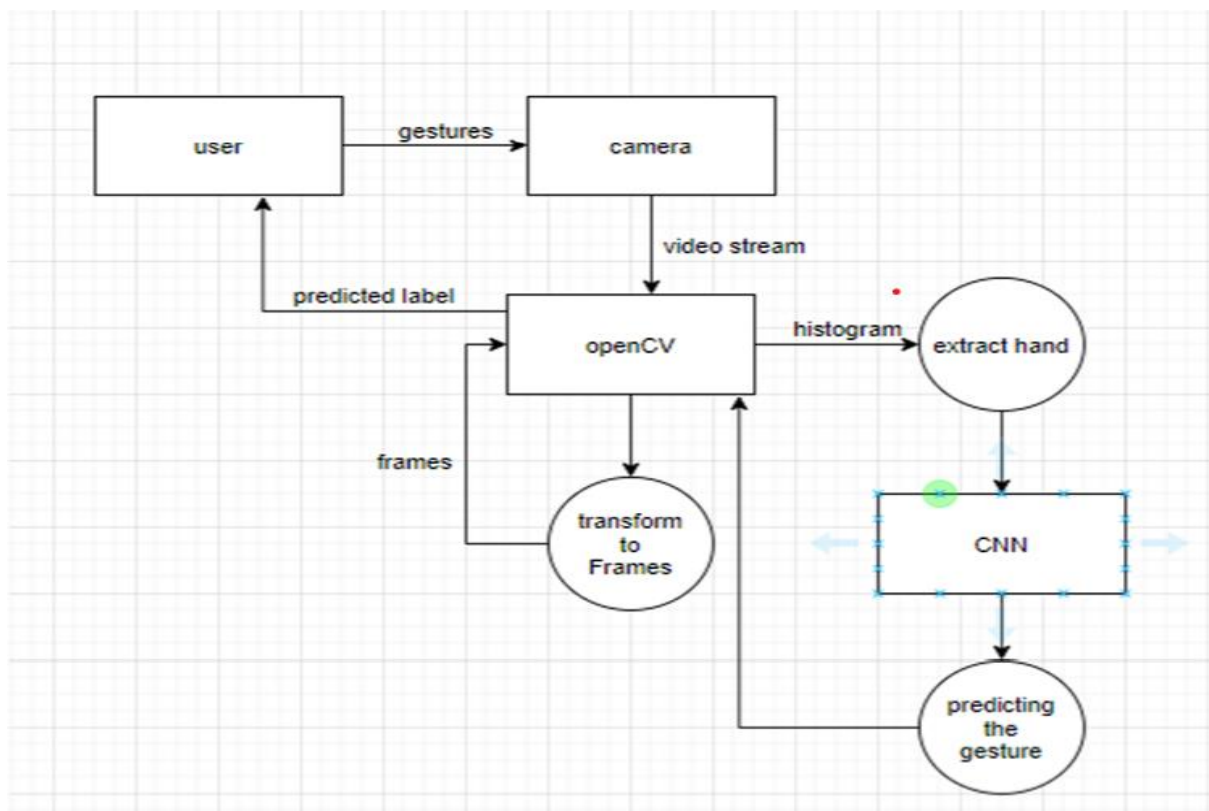 user
gestures
camera
video stream
predicted label
openCV
histogram
extract hand
frames
transform
to
Frames
CNN
predicting
the
gesture